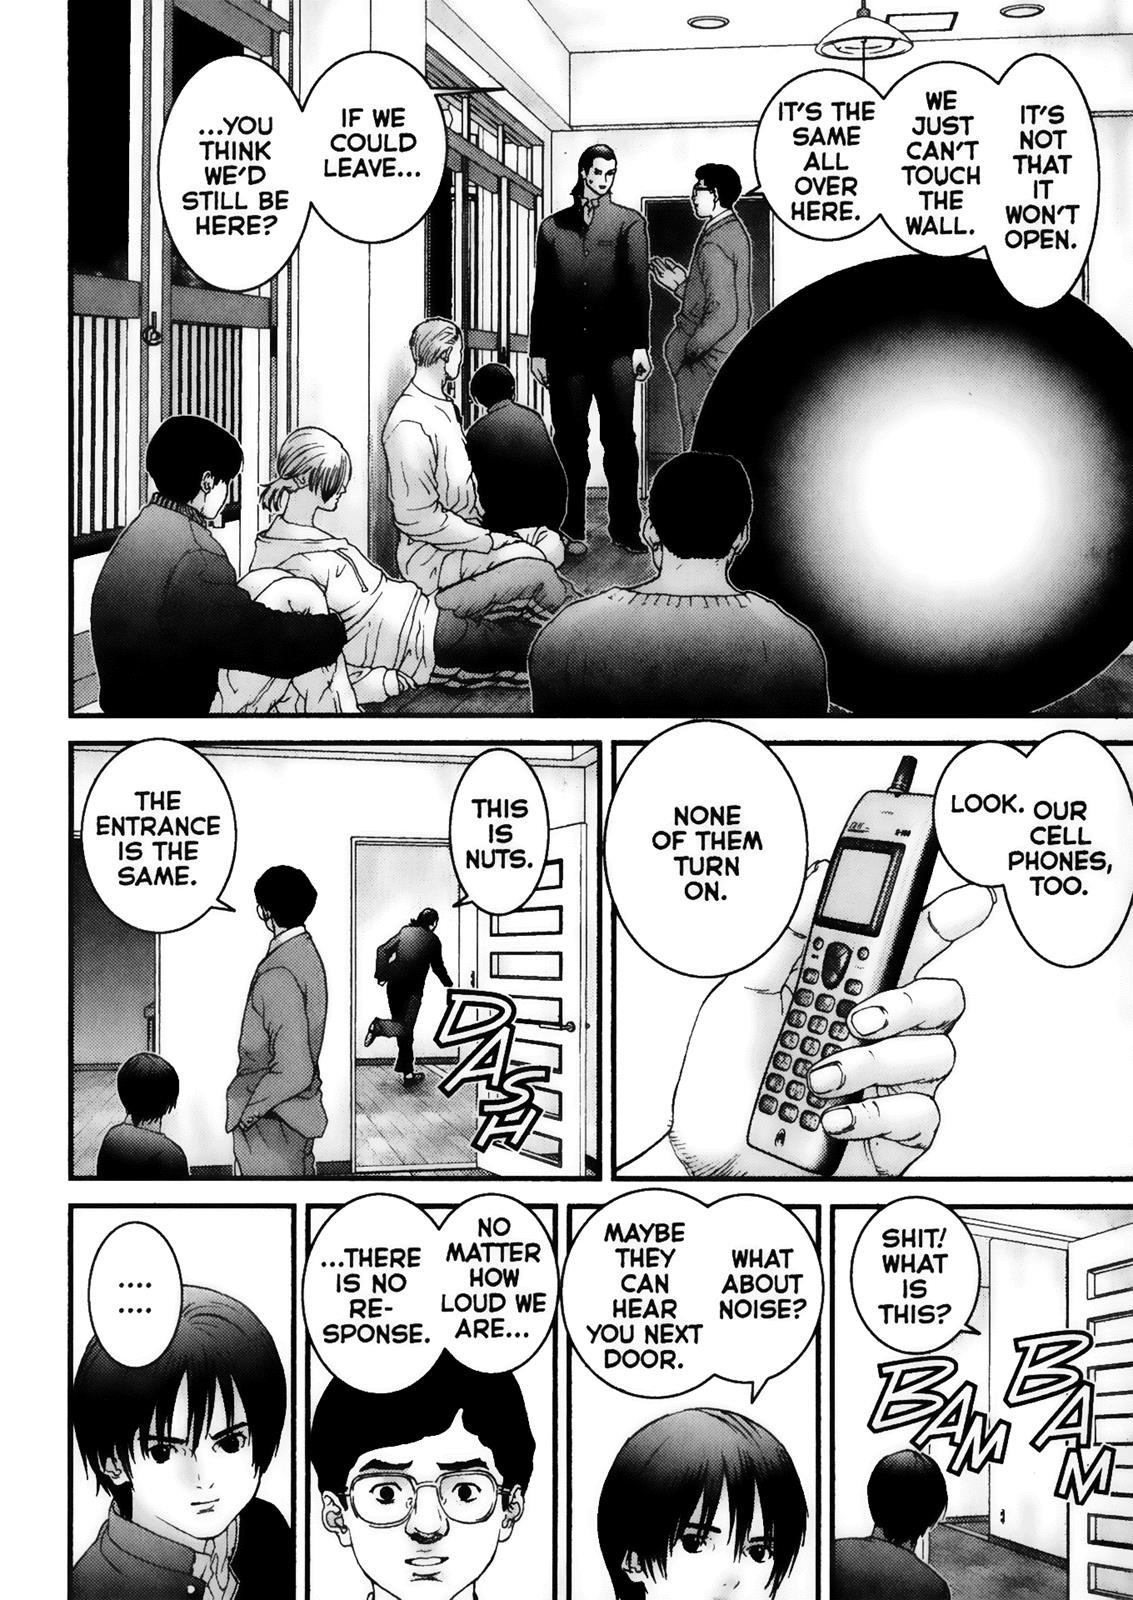 IT'S
NOT
THAT
IT
WON'T
OPEN.
WE
JUST
CAN'T
TOUCH
THE
WALL.
IT'S THE
SAME
ALL
OVER
HERE.
IF WE
COULD
LEAVE...
...YOU
THINK
WE'D
STILL BE
HERE?
LOOK.
OUR
CELL
PHONES,
TOO.
NONE
OF THEM
TURN
ON.
THIS
IS
NUTS.
DASH
THE
ENTRANCE
IS THE
SAME.
SHIT!
WHAT
IS
THIS?
BAM
BAM
WHAT
ABOUT
NOISE?
MAYBE
THEY
CAN
HEAR
YOU NEXT
DOOR.
NO
MATTER
HOW
LOUD WE
ARE...
...THERE
IS NO
RE-
SPONSE.
....
....